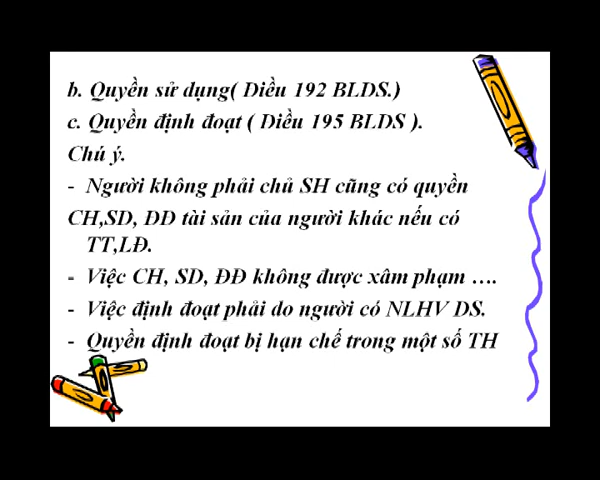 b. Quyền sử dụng( Diều 192 BLDS.)
c. Quyền định đoạt ( Diều 195 BLDS ).
Chú ý.
- Người không phải chủ SH cũng có quyền
CH,SD, ĐĐ tài sản của người khác nếu có
TT,LĐ.
- Việc CH, SD, ĐĐ không được xâm phạm ….
- Việc định đoạt phải do người có NLHV DS.
- Quyền định đoạt bị hạn chế trong một số TH